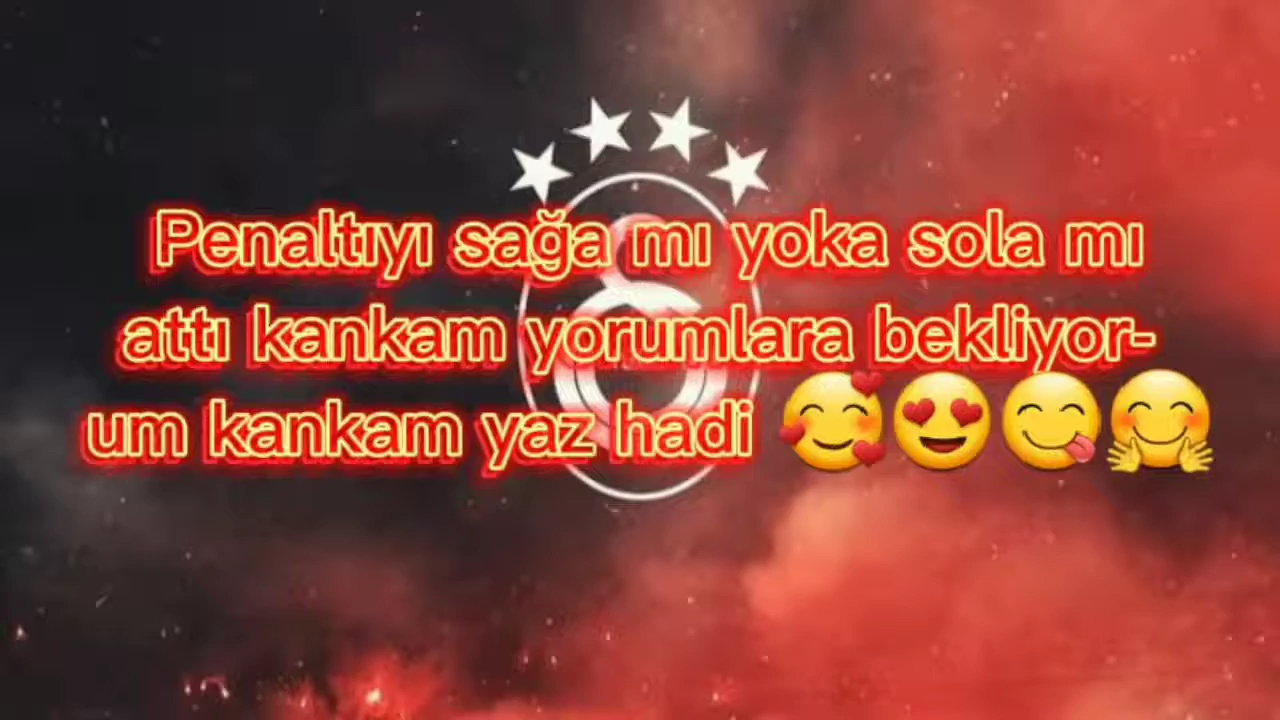 Penaltıyı sağa mı yoka sola mı
attı kankam yorumlara bekliyor-
um kankam yaz hadi 🥰😍😋🤗